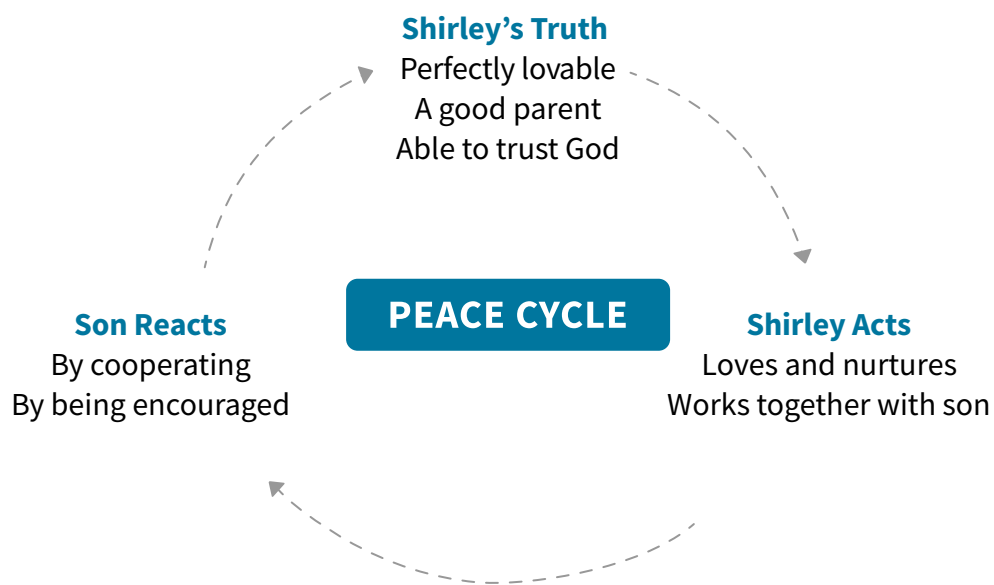 Shirley’s Truth
Perfectly lovable
A good parent
Able to trust God
PEACE CYCLE
Son Reacts
By cooperating
By being encouraged
Shirley Acts
Loves and nurtures
Works together with son